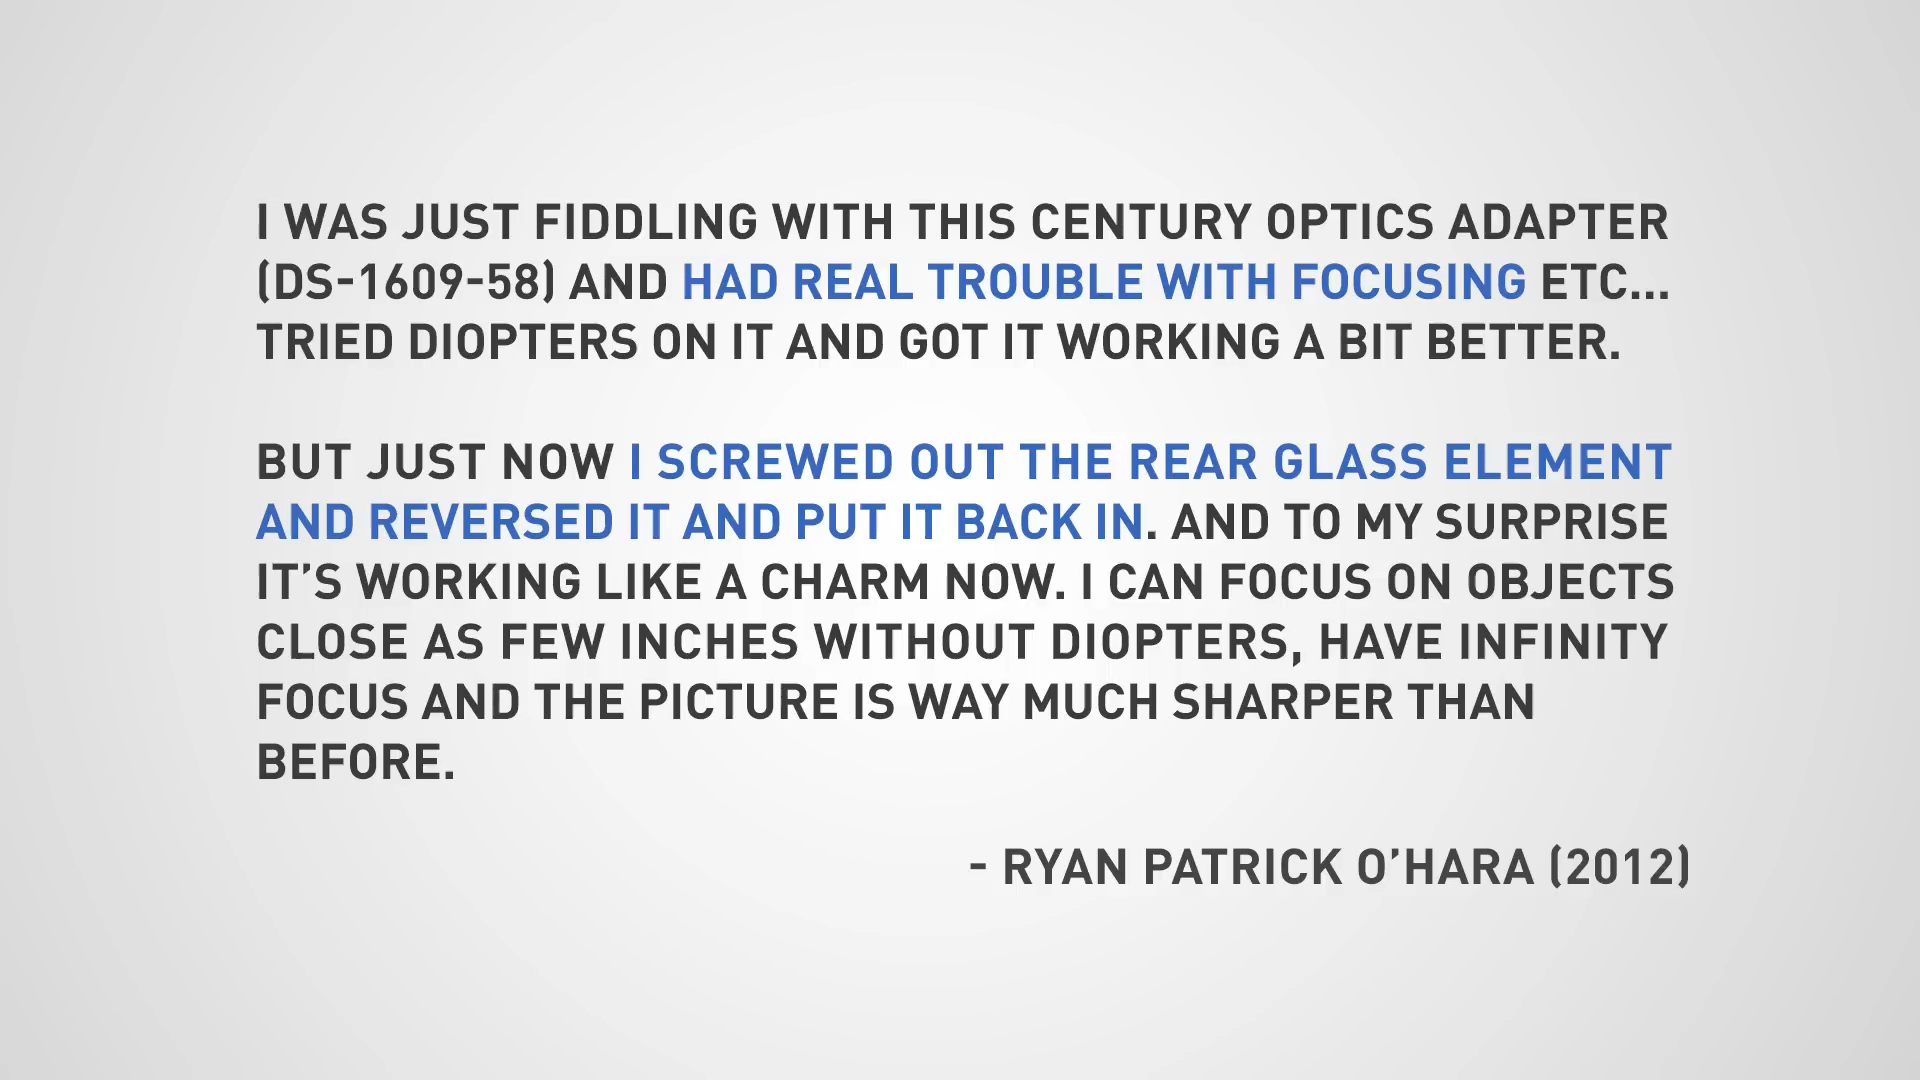 I WAS JUST FIDDLING WITH THIS CENTURY OPTICS ADAPTER
(DS-1609-58) AND HAD REAL TROUBLE WITH FOCUSING ETC...
TRIED DIOPTERS ON IT AND GOT IT WORKING A BIT BETTER.
BUT JUST NOW I SCREWED OUT THE REAR GLASS ELEMENT
AND REVERSED IT AND PUT IT BACK IN. AND TO MY SURPRISE
IT’S WORKING LIKE A CHARM NOW. I CAN FOCUS ON OBJECTS
CLOSE AS FEW INCHES WITHOUT DIOPTERS, HAVE INFINITY
FOCUS AND THE PICTURE IS WAY MUCH SHARPER THAN
BEFORE.
- RYAN PATRICK O’HARA (2012)